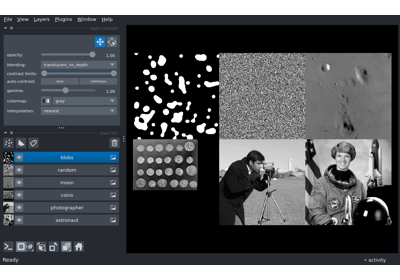 File View Layers Plugins Window Help
opacity: 1.00
blending: translucent_no_depth
contrast limits:
auto-contrast: once continuous
gamma: 1.00
colormap: gray
interpolation: nearest
blobs
random
moon
coins
photographer
astronaut
Ready
activity